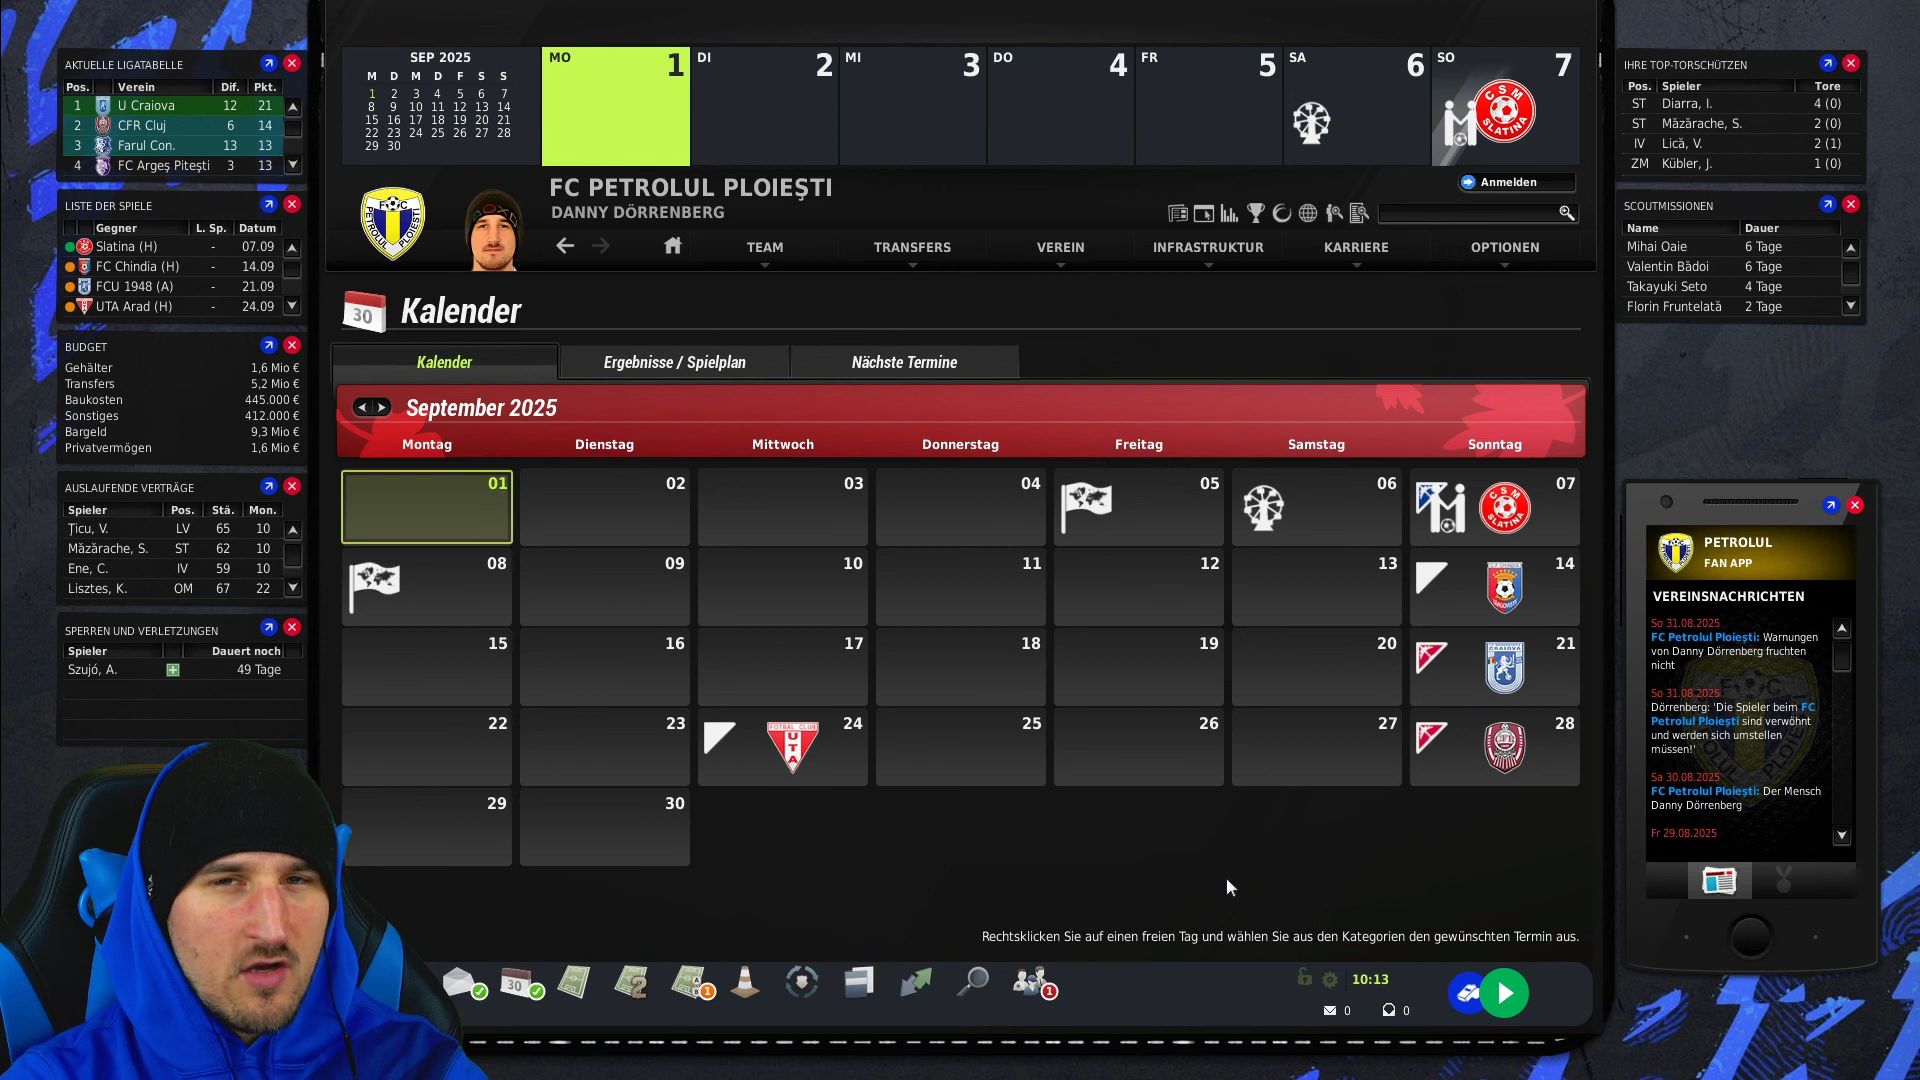 AKTUELLE LIGATABELLE
Pos. Verein Dif. Pkt.
1 U Craiova 12 21
2 CFR Cluj 6 14
3 Farul Con. 13 13
4 FC Argeş Piteşti 3 13
LISTE DER SPIELE
Gegner L. Sp. Datum
Slatina (H) - 07.09
FC Chindia (H) - 14.09
FCU 1948 (A) - 21.09
UTA Arad (H) - 24.09
BUDGET
Gehälter 1,6 Mio €
Transfers 5,2 Mio €
Baukosten 445.000 €
Sonstiges 412.000 €
Bargeld 9,3 Mio €
Privatvermögen 1,6 Mio €
AUSLAUFENDE VERTRÄGE
Spieler Pos. Stä. Mon.
Ţicu, V. LV 65 10
Măzărache, S. ST 62 10
Ene, C. IV 59 10
Lisztes, K. OM 67 22
SPERREN UND VERLETZUNGEN
Spieler Dauert noch
Szujó, A. 49 Tage
SEP 2025
M D M D F S S
1 2 3 4 5 6 7
8 9 10 11 12 13 14
15 16 17 18 19 20 21
22 23 24 25 26 27 28
29 30
MO 1 DI 2 MI 3 DO 4 FR 5 SA 6 SO 7
CSM SLATINA
FC PETROLUL PLOIEŞTI
DANNY DÖRRENBERG
Anmelden
TEAM TRANSFERS VEREIN INFRASTRUKTUR KARRIERE OPTIONEN
30 Kalender
Kalender Ergebnisse / Spielplan Nächste Termine
September 2025
Montag Dienstag Mittwoch Donnerstag Freitag Samstag Sonntag
01 02 03 04 05 06 07
08 09 10 11 12 13 14
15 16 17 18 19 20 21
22 23 24 25 26 27 28
29 30
Rechtsklicken Sie auf einen freien Tag und wählen Sie aus den Kategorien den gewünschten Termin aus.
30 2 1 1
10:13
0 0
IHRE TOP-TORSCHÜTZEN
Pos. Spieler Tore
ST Diarra, I. 4 (0)
ST Măzărache, S. 2 (0)
IV Lică, V. 2 (1)
ZM Kübler, J. 1 (0)
SCOUTMISSIONEN
Name Dauer
Mihai Oaie 6 Tage
Valentin Bădoi 6 Tage
Takayuki Seto 4 Tage
Florin Fruntelată 2 Tage
PETROLUL
FAN APP
VEREINSNACHRICHTEN
So 31.08.2025
FC Petrolul Ploieşti: Warnungen
von Danny Dörrenberg fruchten
nicht
So 31.08.2025
Dörrenberg: 'Die Spieler beim FC
Petrolul Ploieşti sind verwöhnt
und werden sich umstellen
müssen!'
Sa 30.08.2025
FC Petrolul Ploieşti: Der Mensch
Danny Dörrenberg
Fr 29.08.2025